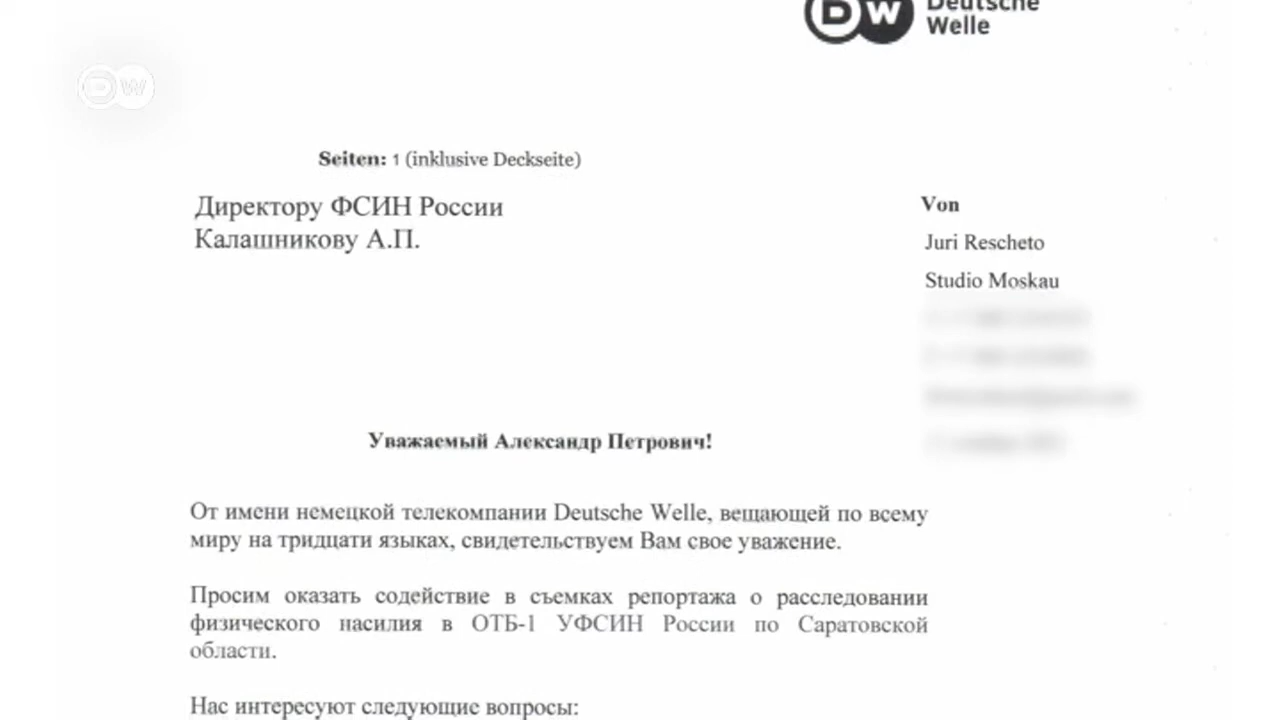 DW
Deutsche
Welle
DW
Seiten: 1 (inklusive Deckseite)
Директору ФСИН России
Калашникову А.П.
Von
Juri Rescheto
Studio Moskau
Уважаемый Александр Петрович!
От имени немецкой телекомпании Deutsche Welle, вещающей по всему
миру на тридцати языках, свидетельствуем Вам свое уважение.
Просим оказать содействие в съемках репортажа о расследовании
физического насилия в ОТБ-1 УФСИН России по Саратовской
области.
Нас интересуют следующие вопросы: